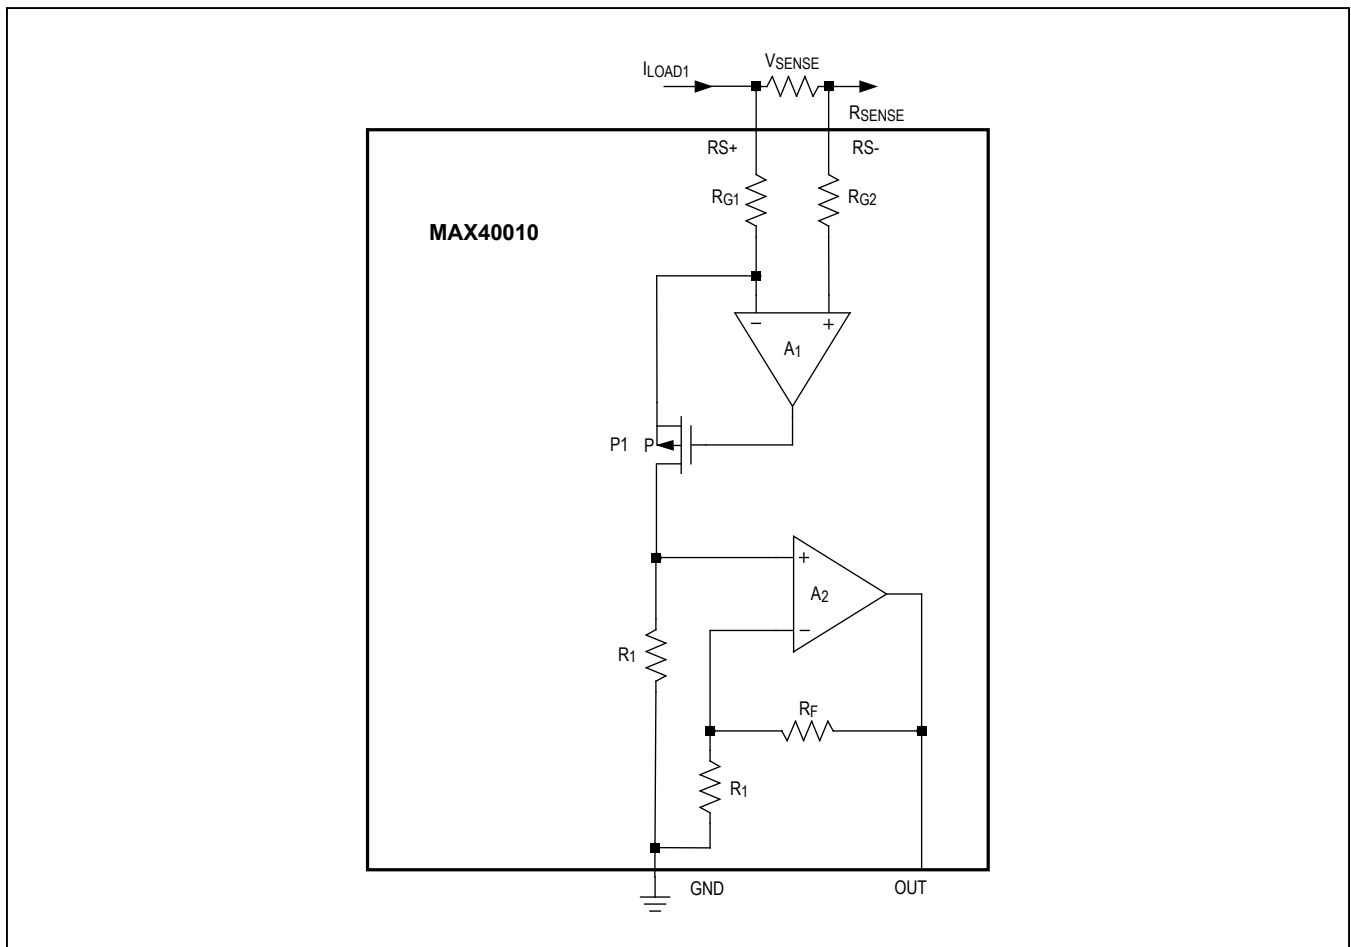 VSENSE
ILOAD1
RSENSE
RS+
RS-
RG1
RG2
MAX40010
− +
A1
P1 P
+
A2
−
R1
RF
R1
GND
OUT